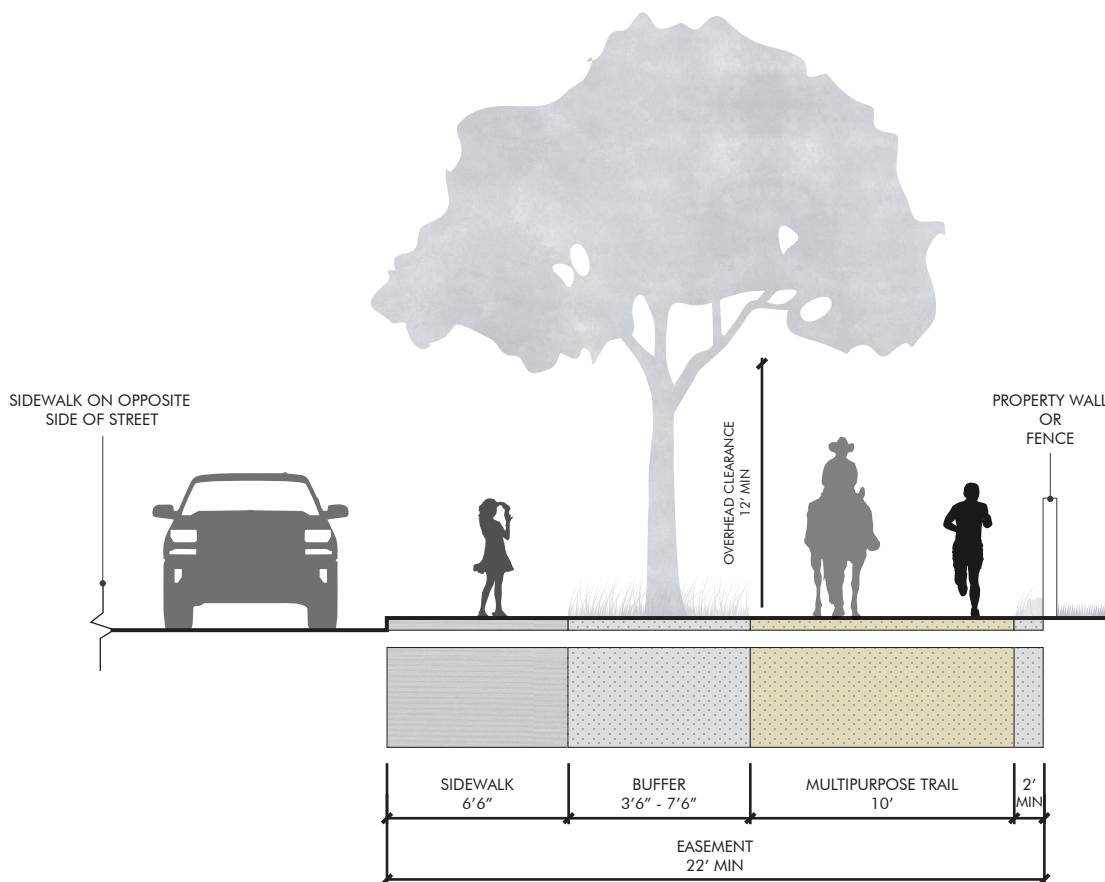 SIDEWALK ON OPPOSITE
SIDE OF STREET
PROPERTY WALL
OR
FENCE
OVERHEAD CLEARANCE
12' MIN
SIDEWALK
6'6"
BUFFER
3'6" - 7'6"
MULTIPURPOSE TRAIL
10'
2'
MIN
EASEMENT
22' MIN